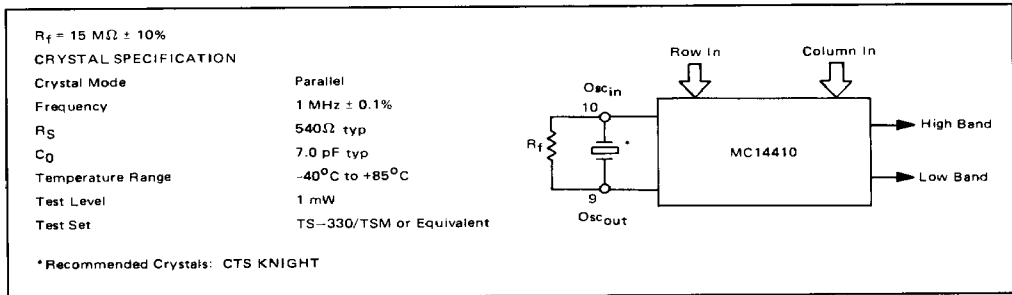 Rf = 15 MΩ ± 10%
CRYSTAL SPECIFICATION
Crystal Mode Parallel
Frequency 1 MHz ± 0.1%
RS 540Ω typ
C0 7.0 pF typ
Temperature Range -40°C to +85°C
Test Level 1 mW
Test Set TS–330/TSM or Equivalent
*Recommended Crystals: CTS KNIGHT
Row In
Column In
Oscin
10
Rf
*
MC14410
High Band
Low Band
9
Oscout